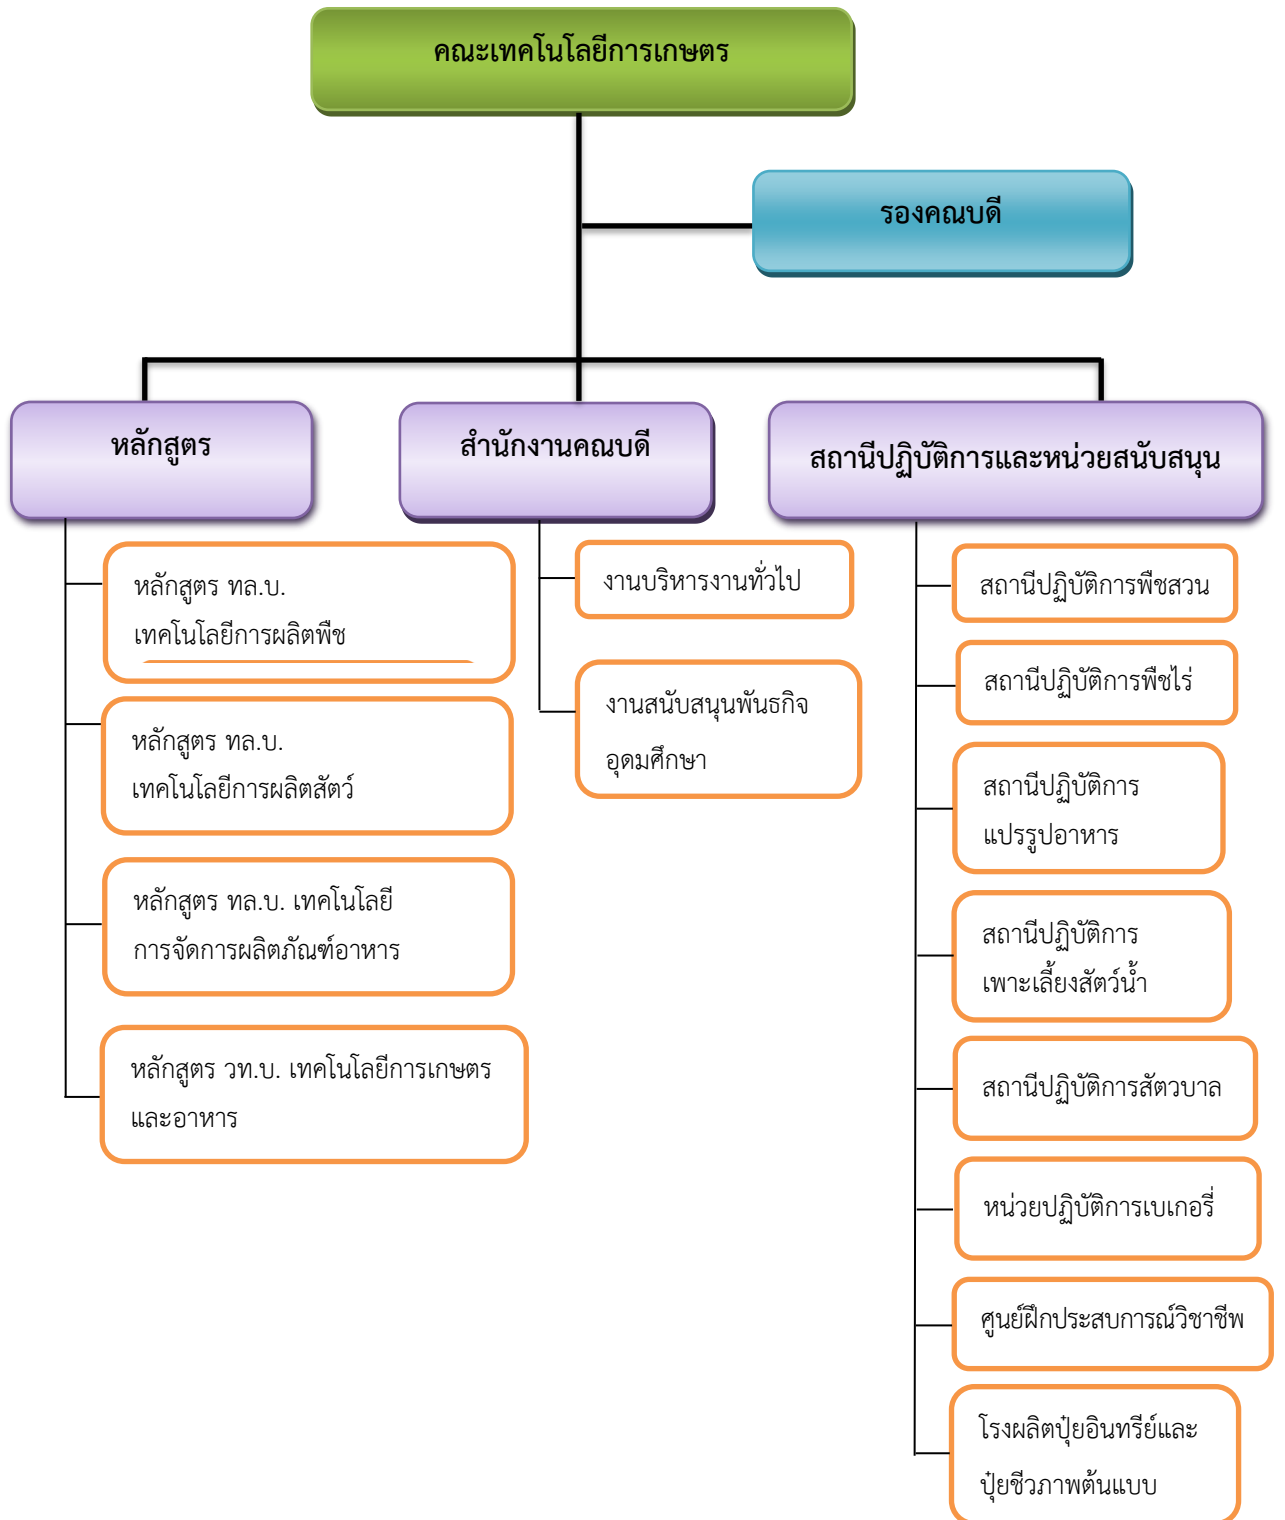 คณะเทคโนโลยีการเกษตร
รองคณบดี
หลักสูตร
หลักสูตร ทล.บ.
เทคโนโลยีการผลิตพืช
หลักสูตร ทล.บ.
เทคโนโลยีการผลิตสัตว์
หลักสูตร ทล.บ. เทคโนโลยี
การจัดการผลิตภัณฑ์อาหาร
หลักสูตร วท.บ. เทคโนโลยีการเกษตร
และอาหาร
สำนักงานคณบดี
งานบริหารงานทั่วไป
งานสนับสนุนพันธกิจ
อุดมศึกษา
สถานีปฏิบัติการและหน่วยสนับสนุน
สถานีปฏิบัติการพืชสวน
สถานีปฏิบัติการพืชไร่
สถานีปฏิบัติการ
แปรรูปอาหาร
สถานีปฏิบัติการ
เพาะเลี้ยงสัตว์น้ำ
สถานีปฏิบัติการสัตวบาล
หน่วยปฏิบัติการเบเกอรี่
ศูนย์ฝึกประสบการณ์วิชาชีพ
โรงผลิตปุ๋ยอินทรีย์และ
ปุ๋ยชีวภาพต้นแบบ